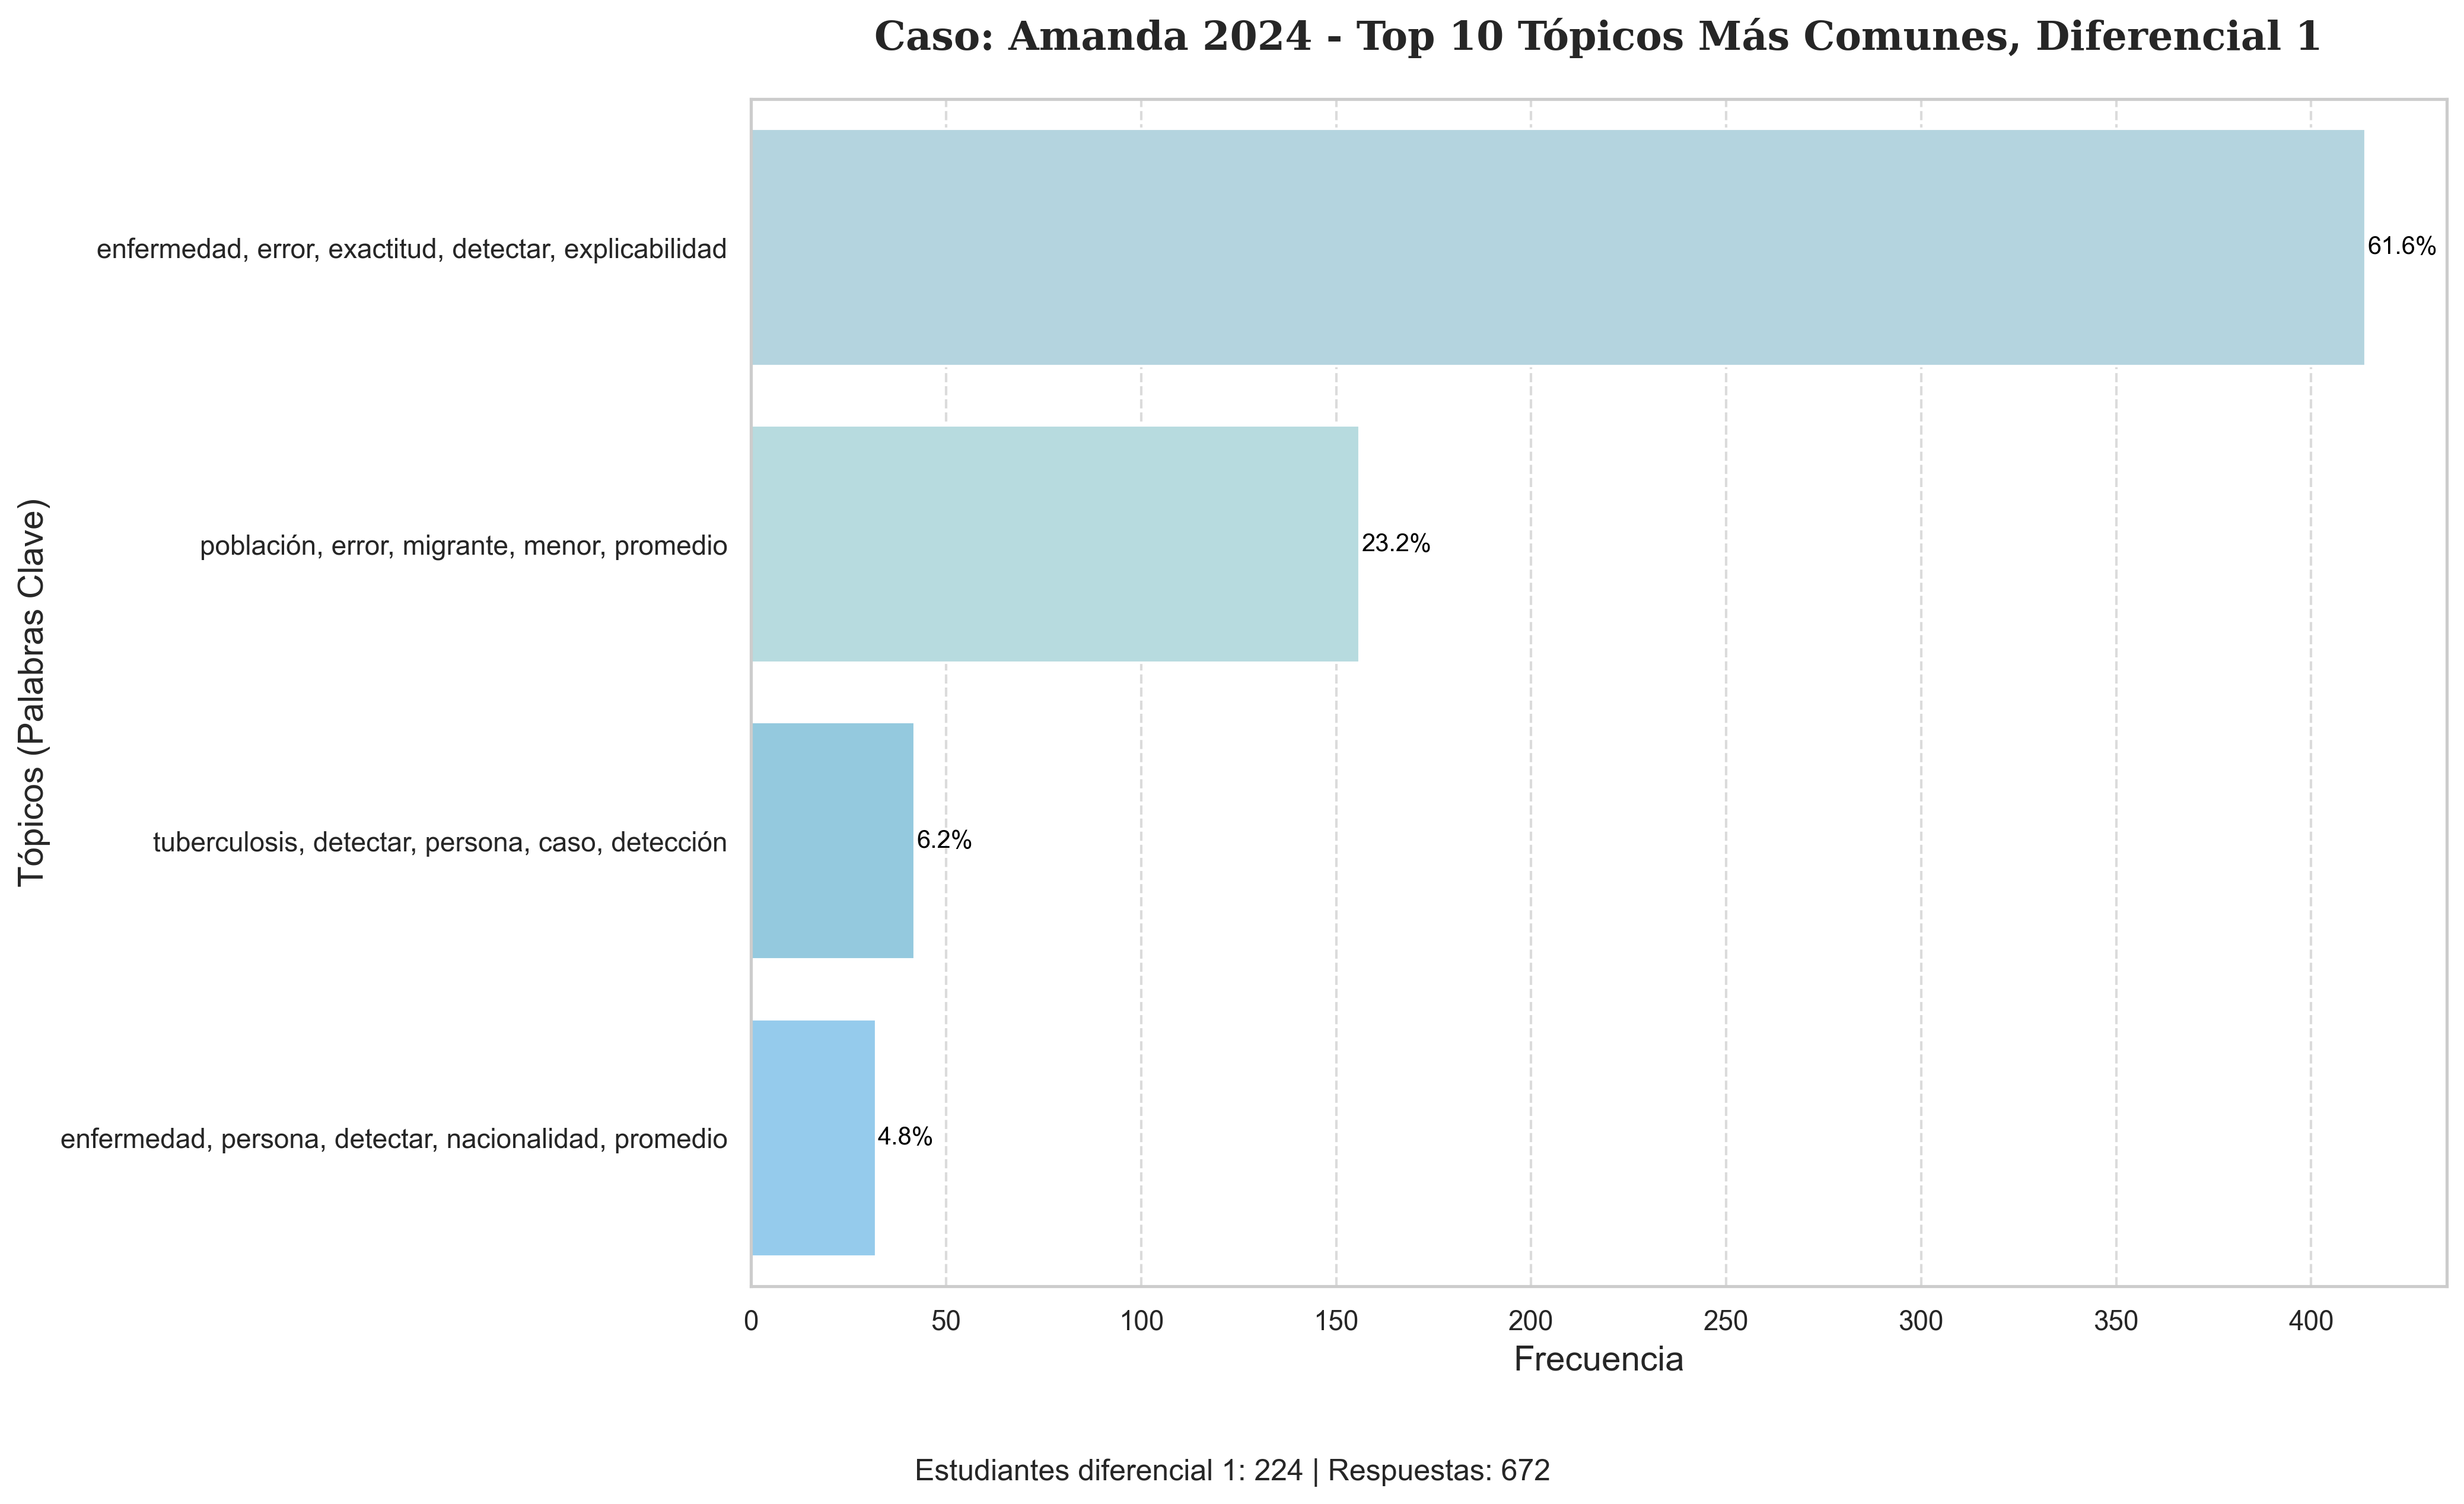 Caso: Amanda 2024 - Top 10 Tópicos Más Comunes, Diferencial 1
Tópicos (Palabras Clave)
enfermedad, error, exactitud, detectar, explicabilidad
61.6%
población, error, migrante, menor, promedio
23.2%
tuberculosis, detectar, persona, caso, detección
6.2%
enfermedad, persona, detectar, nacionalidad, promedio
4.8%
0 50 100 150 200 250 300 350 400
Frecuencia
Estudiantes diferencial 1: 224 | Respuestas: 672